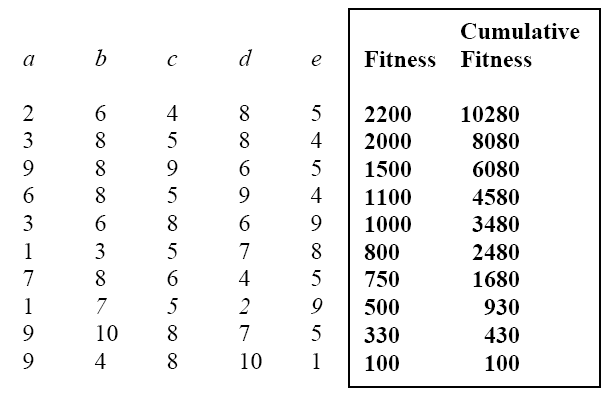 Cumulative
a b c d e Fitness Fitness
2 6 4 8 5 2200 10280
3 8 5 8 4 2000 8080
9 8 9 6 5 1500 6080
6 8 5 9 4 1100 4580
3 6 8 6 9 1000 3480
1 3 5 7 8 800 2480
7 8 6 4 5 750 1680
1 7 5 2 9 500 930
9 10 8 7 5 330 430
9 4 8 10 1 100 100